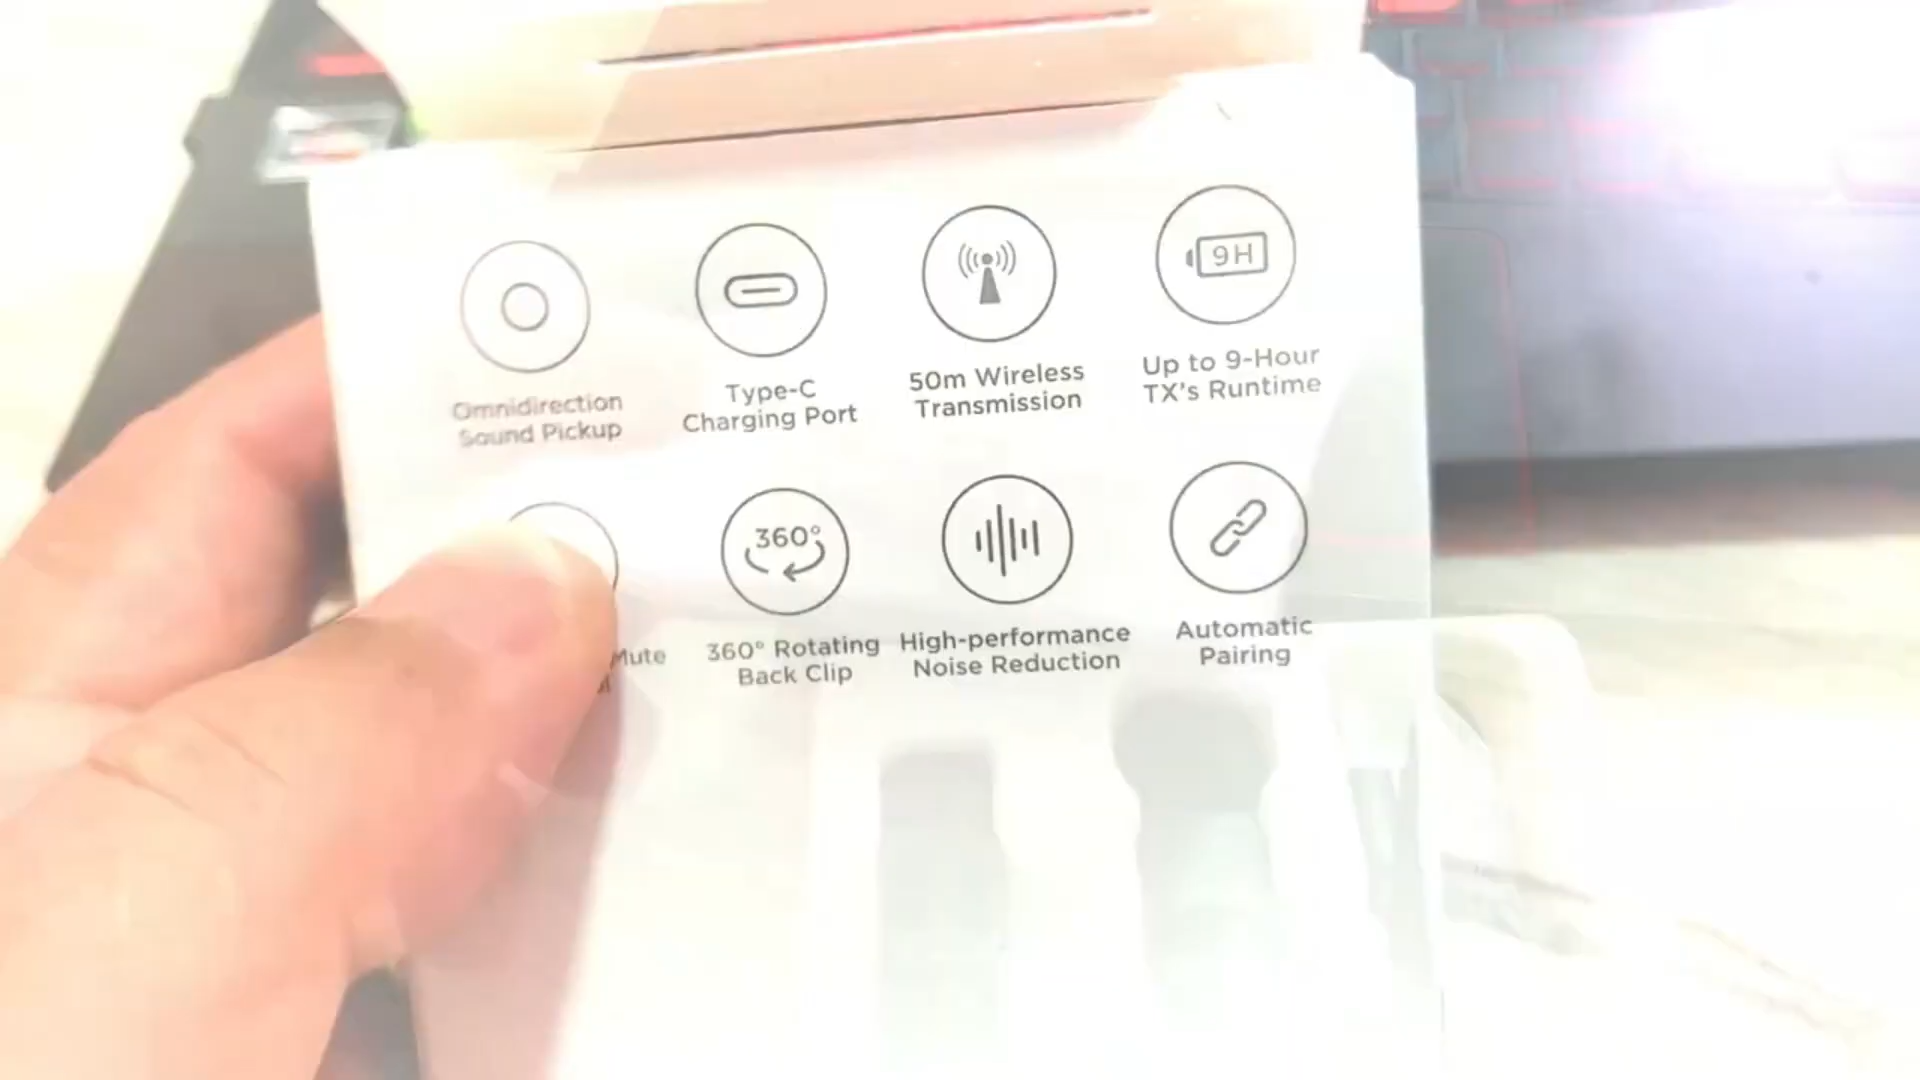 Omnidirection
Sound Pickup
Type-C
Charging Port
50m Wireless
Transmission
9H
Up to 9-Hour
TX's Runtime
Mute
360°
360° Rotating
Back Clip
High-performance
Noise Reduction
Automatic
Pairing